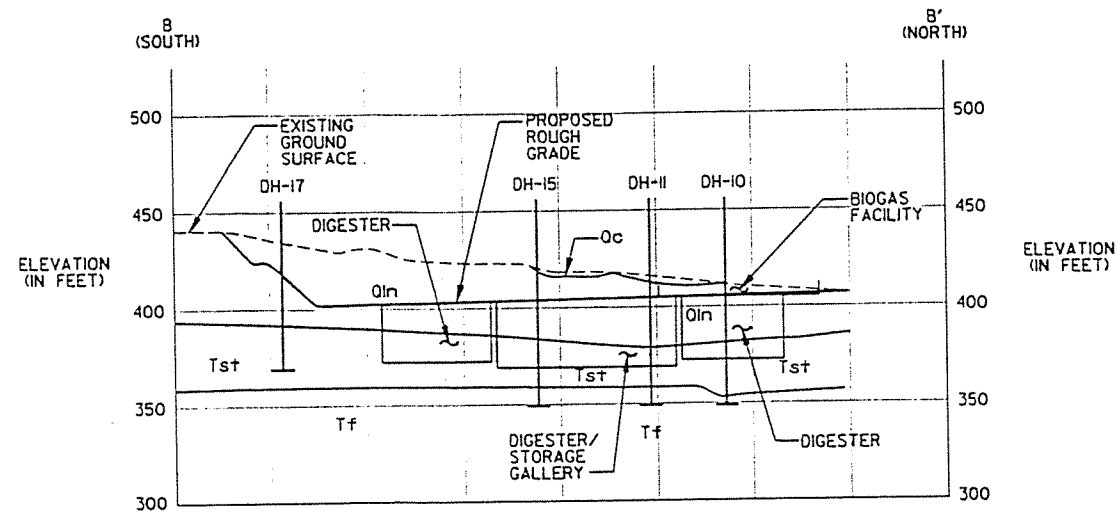 B
(SOUTH)
B'
(NORTH)
500
500
EXISTING
GROUND
SURFACE
PROPOSED
ROUGH
GRADE
DH-17
DH-15
DH-11
DH-10
BIOGAS
FACILITY
450
450
DIGESTER
Qc
ELEVATION
(IN FEET)
ELEVATION
(IN FEET)
400
400
Qln
Qln
Tst
Tst
Tst
350
350
Tf
Tf
DIGESTER/
STORAGE
GALLERY
DIGESTER
300
300